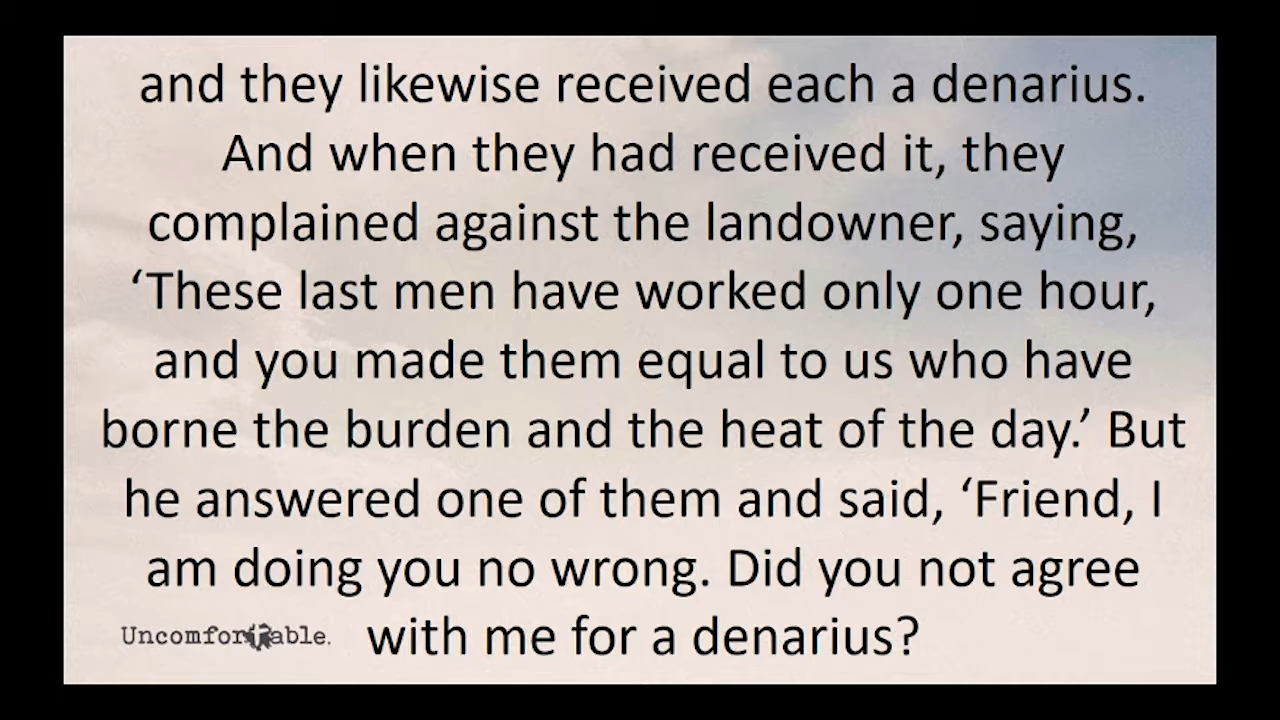 and they likewise received each a denarius.
And when they had received it, they
complained against the landowner, saying,
‘These last men have worked only one hour,
and you made them equal to us who have
borne the burden and the heat of the day.’ But
he answered one of them and said, ‘Friend, I
am doing you no wrong. Did you not agree
with me for a denarius?
Uncomfortable.